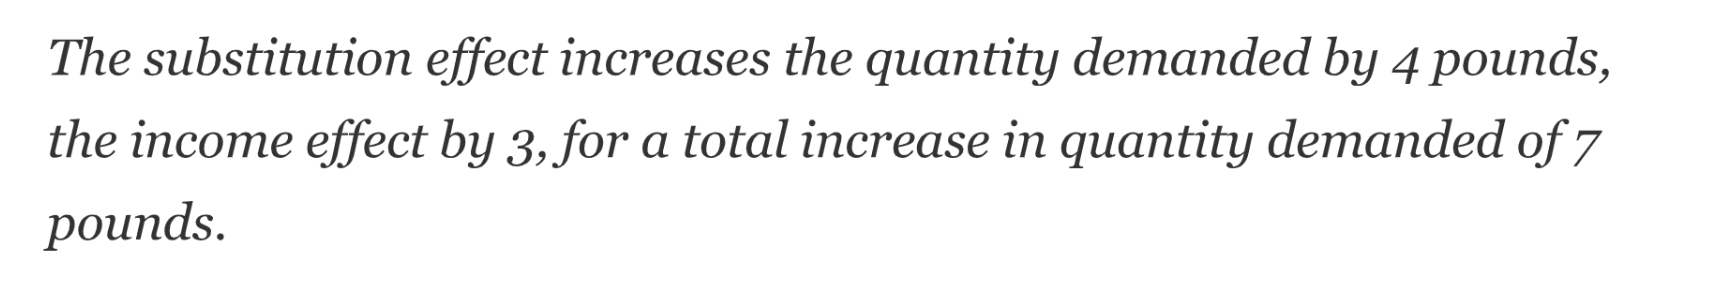 The substitution effect increases the quantity demanded by 4 pounds,
the income effect by 3, for a total increase in quantity demanded of 7
pounds.